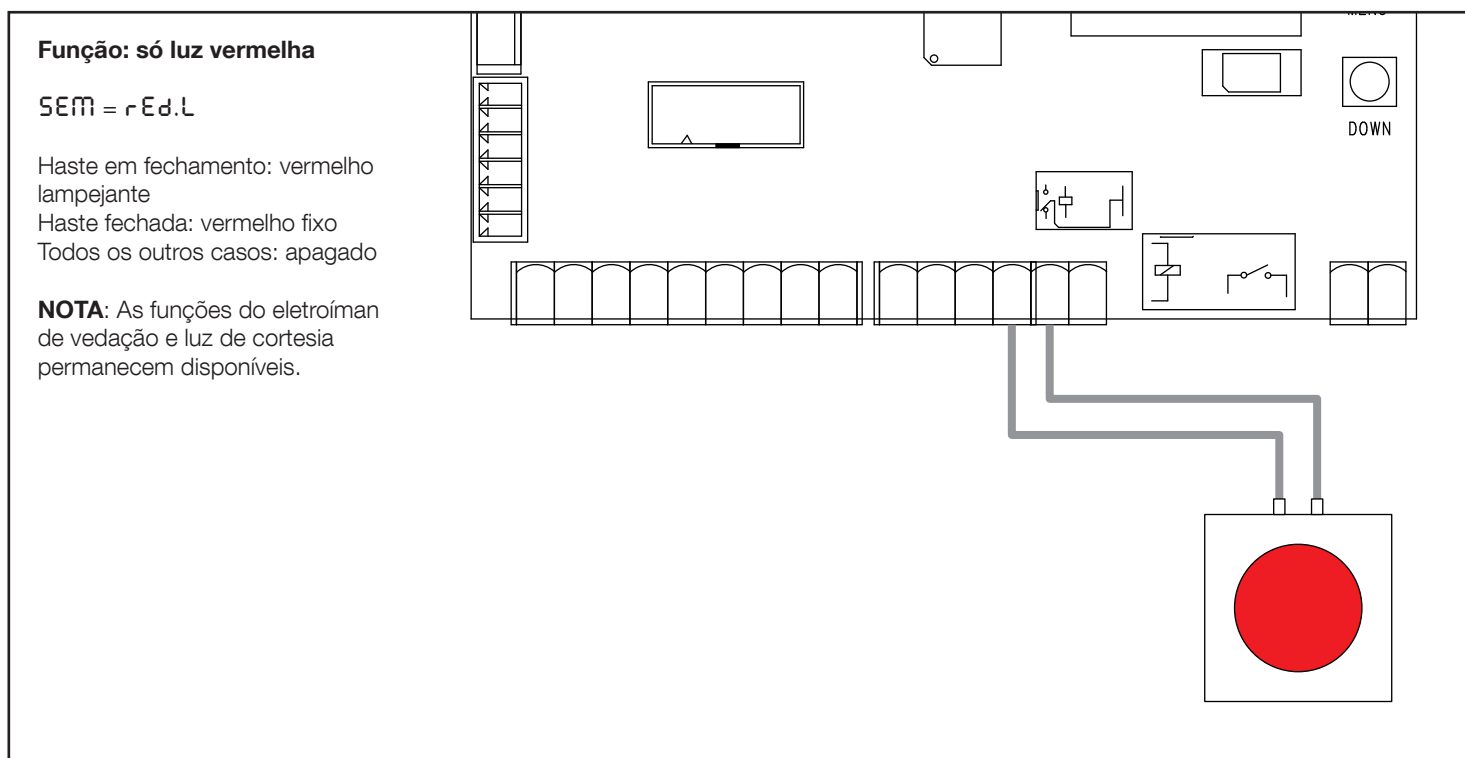 Função: só luz vermelha
SEM = rEd.L
Haste em fechamento: vermelho
lampejante
Haste fechada: vermelho fixo
Todos os outros casos: apagado
NOTA: As funções do eletroíman
de vedação e luz de cortesia
permanecem disponíveis.
DOWN